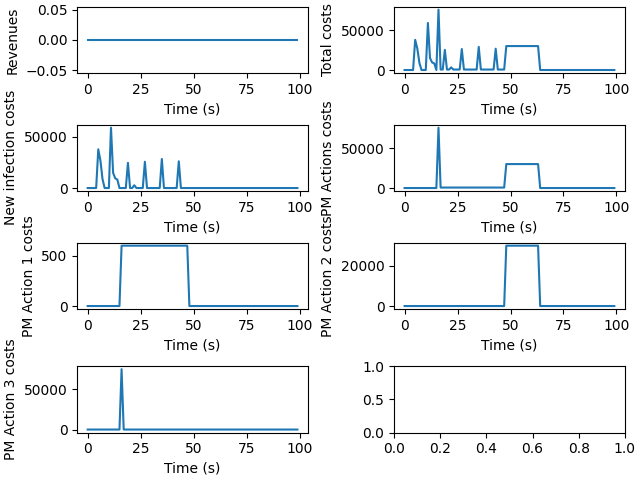 Revenues
0.05
0.00
−0.05
0 25 50 75 100
Time (s)
Total costs
50000
0
0 25 50 75 100
Time (s)
New infection costs
50000
0
0 25 50 75 100
Time (s)
PM Actions costs
50000
0
0 25 50 75 100
Time (s)
PM Action 1 costs
500
0
0 25 50 75 100
Time (s)
PM Action 2 costs
20000
0
0 25 50 75 100
Time (s)
PM Action 3 costs
50000
0
0 25 50 75 100
Time (s)
1.0
0.5
0.0
0.0 0.2 0.4 0.6 0.8 1.0